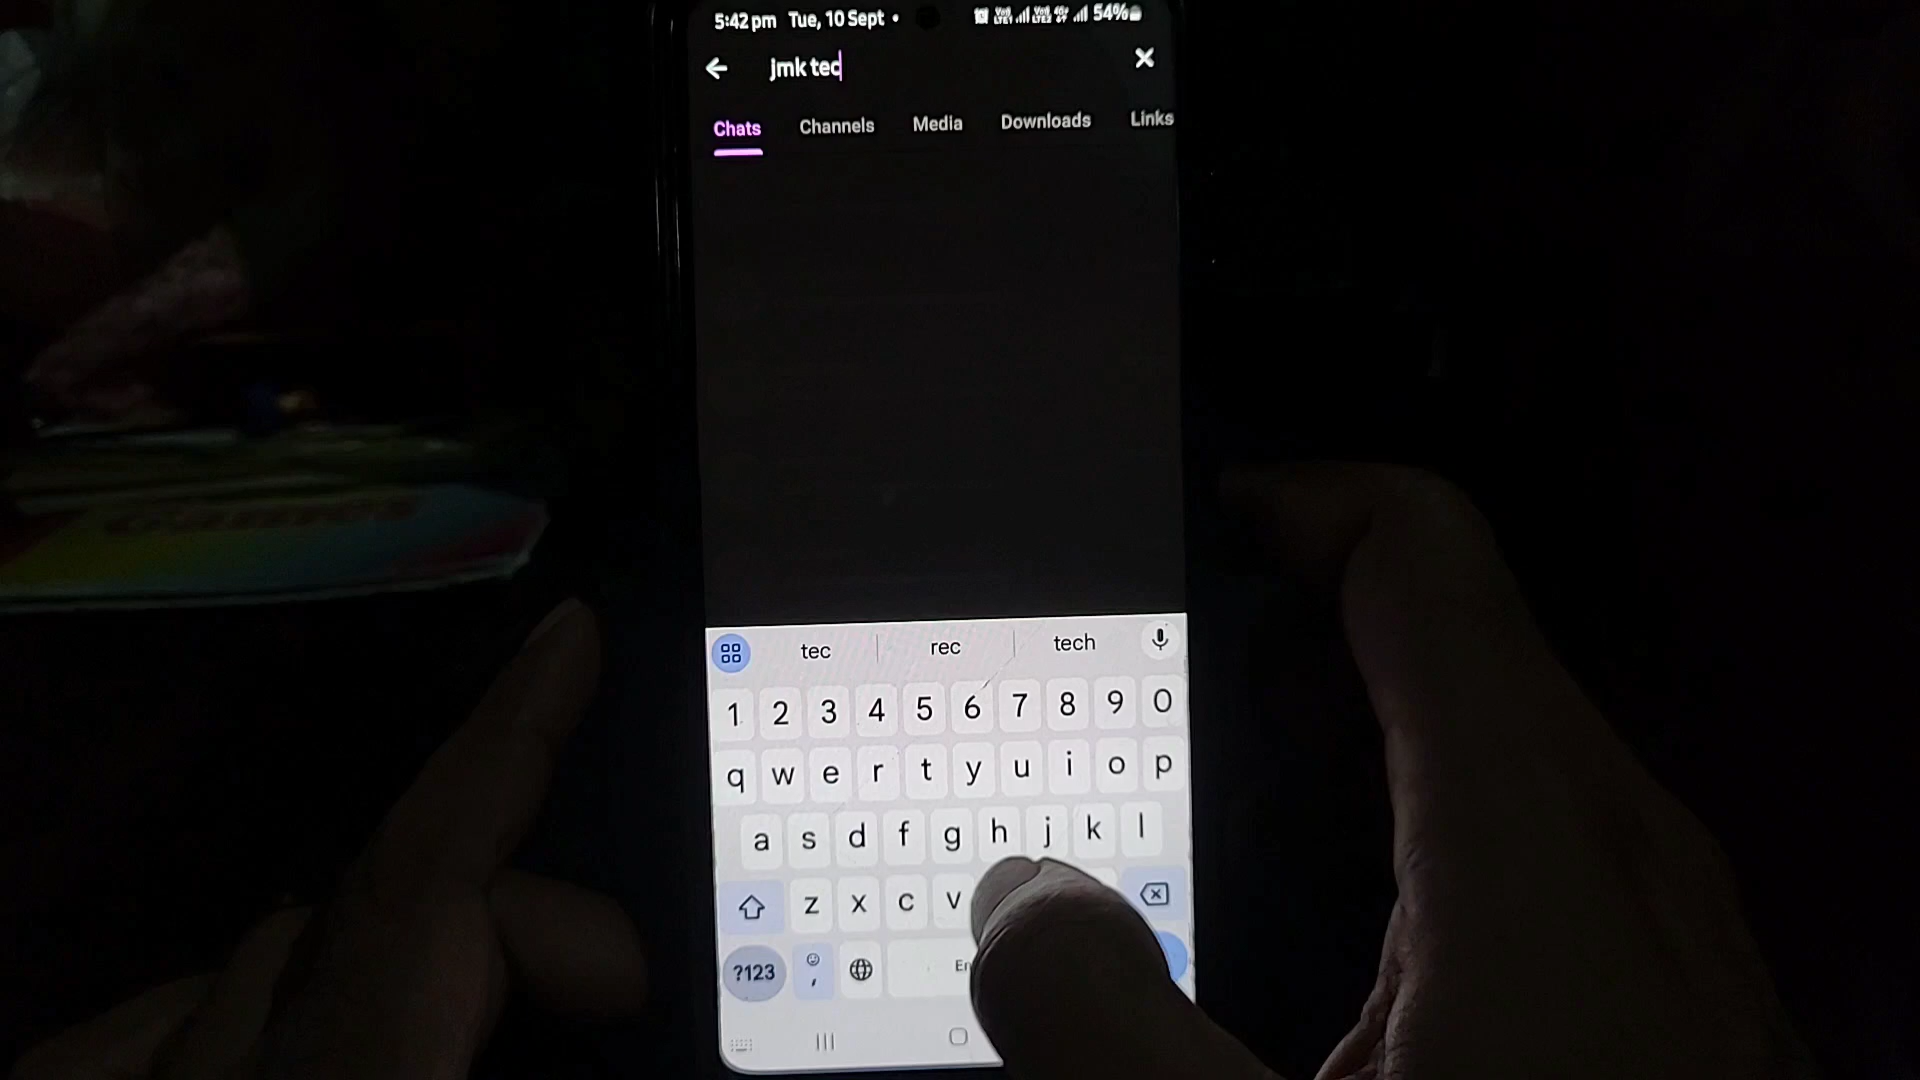 5:42 pm Tue, 10 Sept • 54%
jmk tec
Chats Channels Media Downloads Links
tec rec tech
1 2 3 4 5 6 7 8 9 0
q w e r t y u i o p
a s d f g h j k l
z x c v
?123 ,